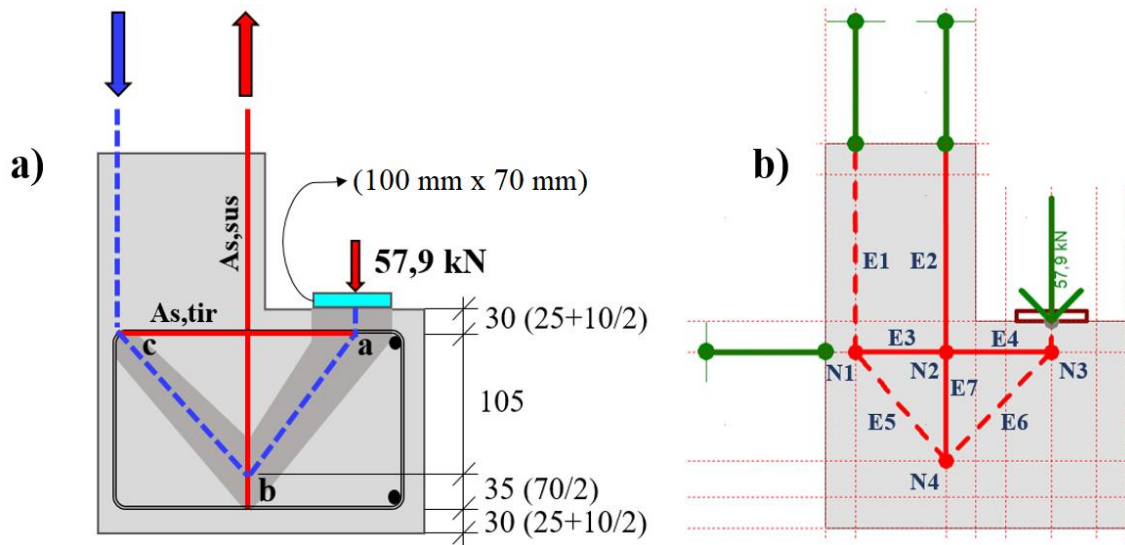 a)
As,sus
(100 mm x 70 mm)
57,9 kN
As,tir
c
a
b
30 (25+10/2)
105
35 (70/2)
30 (25+10/2)
b)
57,9 kN
E1
E2
E3
E4
N1
N2
N3
E7
E5
E6
N4